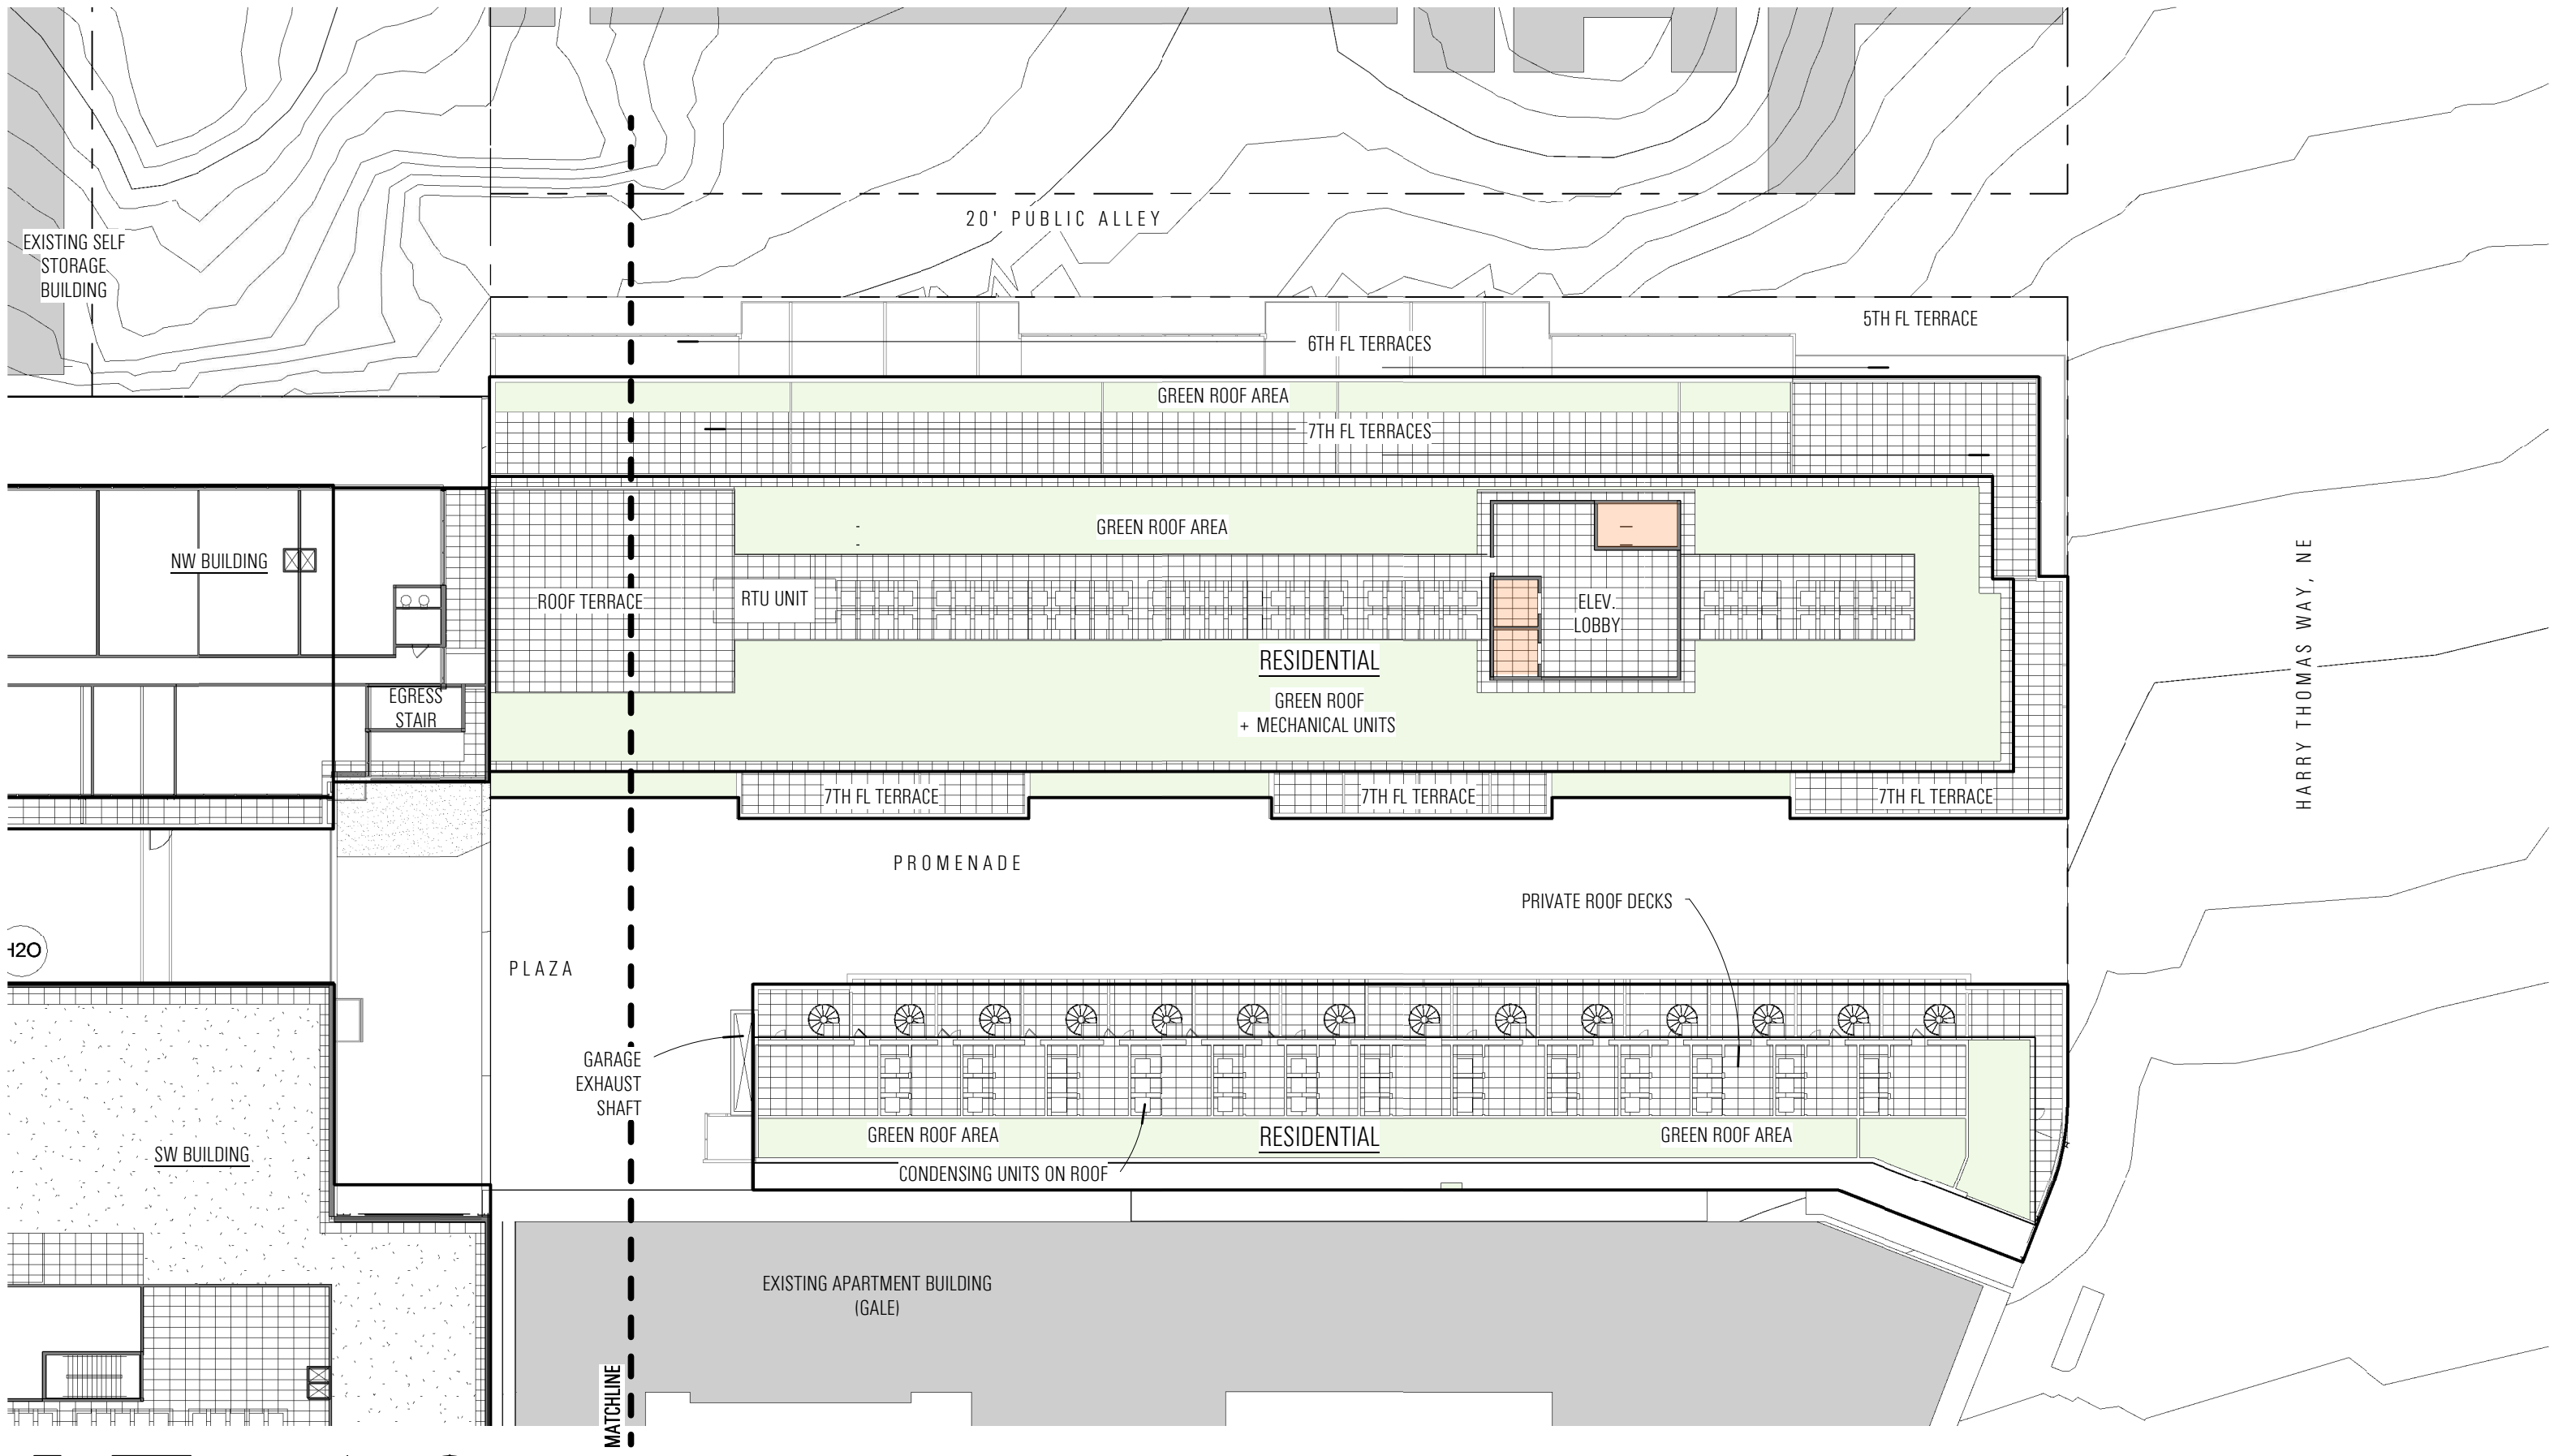 20' PUBLIC ALLEY
EXISTING SELF
STORAGE
BUILDING
5TH FL TERRACE
6TH FL TERRACES
GREEN ROOF AREA
7TH FL TERRACES
GREEN ROOF AREA
NW BUILDING
ROOF TERRACE
RTU UNIT
ELEV.
LOBBY
HARRY THOMAS WAY, NE
RESIDENTIAL
EGRESS
STAIR
GREEN ROOF
+ MECHANICAL UNITS
7TH FL TERRACE
7TH FL TERRACE
7TH FL TERRACE
PROMENADE
PRIVATE ROOF DECKS
H2O
PLAZA
GARAGE
EXHAUST
SHAFT
GREEN ROOF AREA
RESIDENTIAL
GREEN ROOF AREA
SW BUILDING
CONDENSING UNITS ON ROOF
EXISTING APARTMENT BUILDING
(GALE)
MATCHLINE